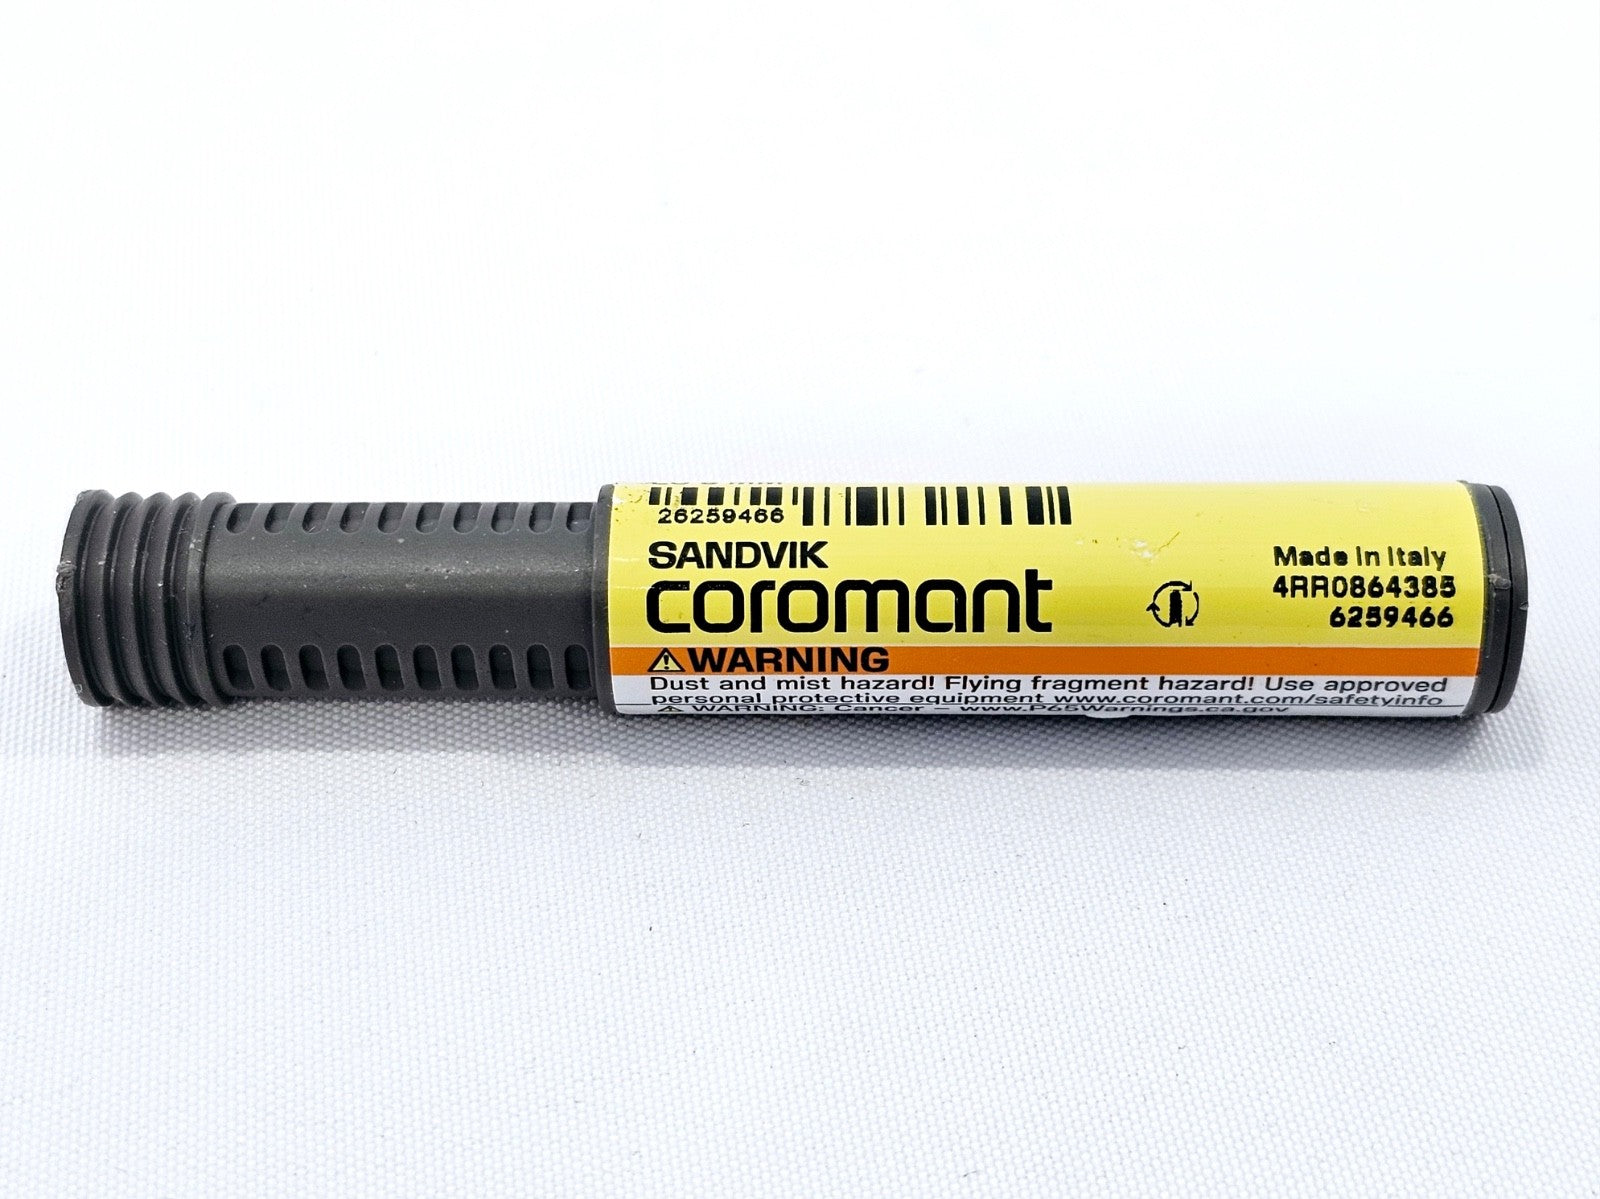 26259466
SANDVIK
coromant
Made in Italy
4RR0864385
6259466
WARNING
Dust and mist hazard! Flying fragment hazard! Use approved
personal protective equipment www.coromant.com/safetyinfo
WARNING: Cancer – www.P65Warnings.ca.gov